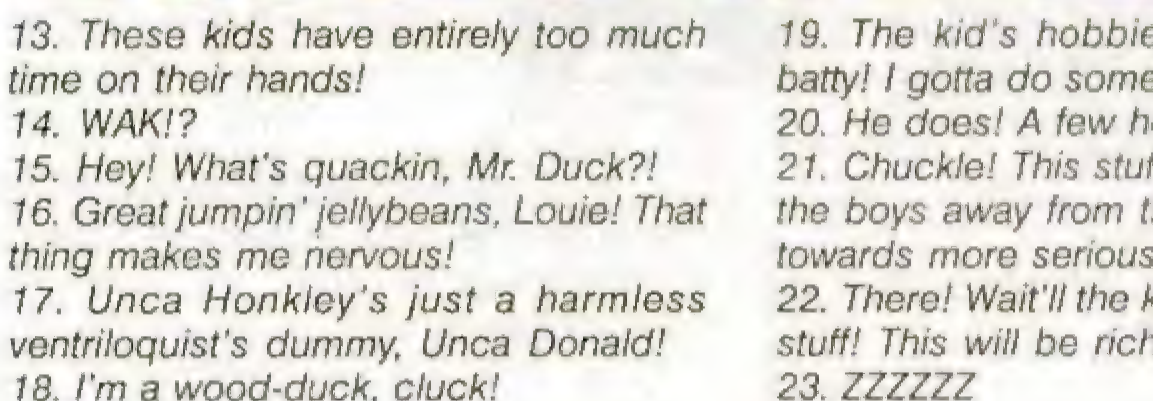 13. These kids have entirely too much
time on their hands!
14. WAK!?
15. Hey! What's quackin, Mr. Duck?!
16. Great jumpin' jellybeans, Louie! That
thing makes me nervous!
17. Unca Honkley's just a harmless
ventriloquist's dummy, Unca Donald!
18. I'm a wood-duck, cluck!
19. The kid's
batty! I gotta do
20. He does! A few
21. Chuckle! This
the boys away from
towards more serious
22. There! Wait'll the
stuff! This will be rich
23. ZZZZZZ